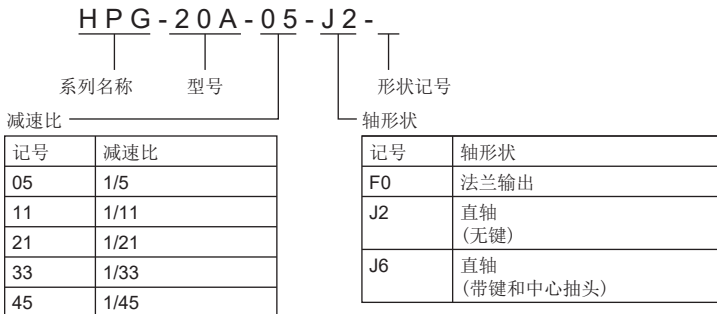 HPG-20A-05-J2-
系列名称 型号 形状记号
减速比 轴形状
记号 减速比
05 1/5
11 1/11
21 1/21
33 1/33
45 1/45
记号 轴形状
F0 法兰输出
J2 直轴
(无键)
J6 直轴
(带键和中心抽头)